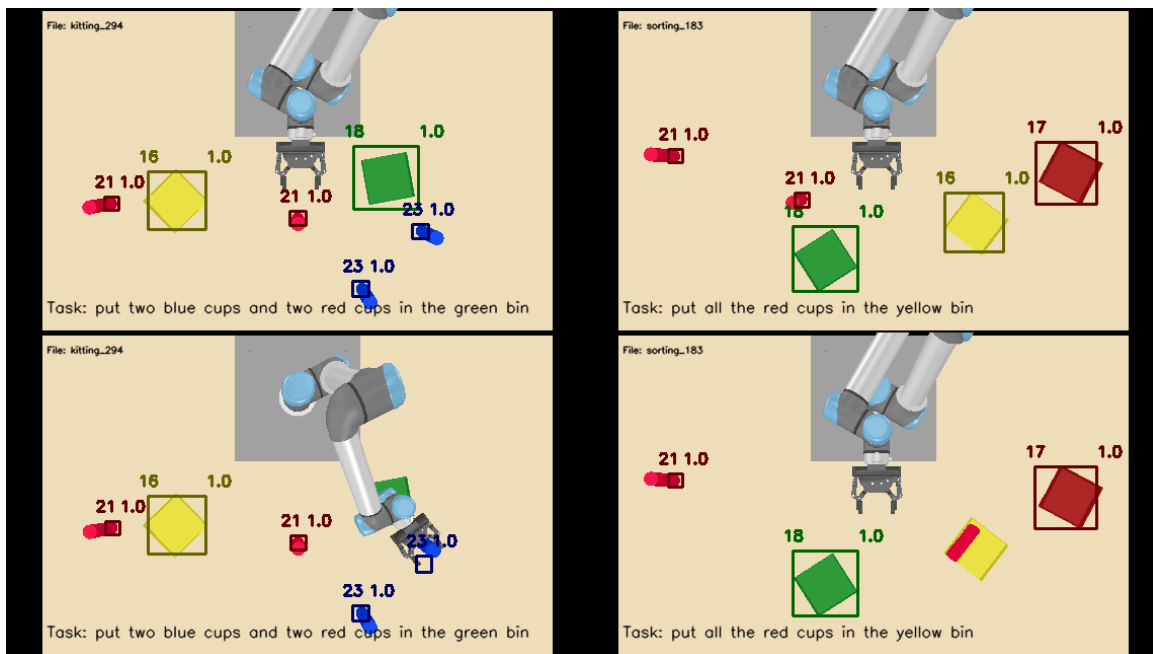 File: kitting_294
18 1.0
16 1.0
21 1.0
21 1.0
23 1.0
23 1.0
Task: put two blue cups and two red cups in the green bin
File: sorting_183
17 1.0
21 1.0
16 1.0
21 1.0
18 1.0
Task: put all the red cups in the yellow bin
File: kitting_294
16 1.0
21 1.0
21 1.0
23 1.0
23 1.0
Task: put two blue cups and two red cups in the green bin
File: sorting_183
17 1.0
21 1.0
18 1.0
Task: put all the red cups in the yellow bin